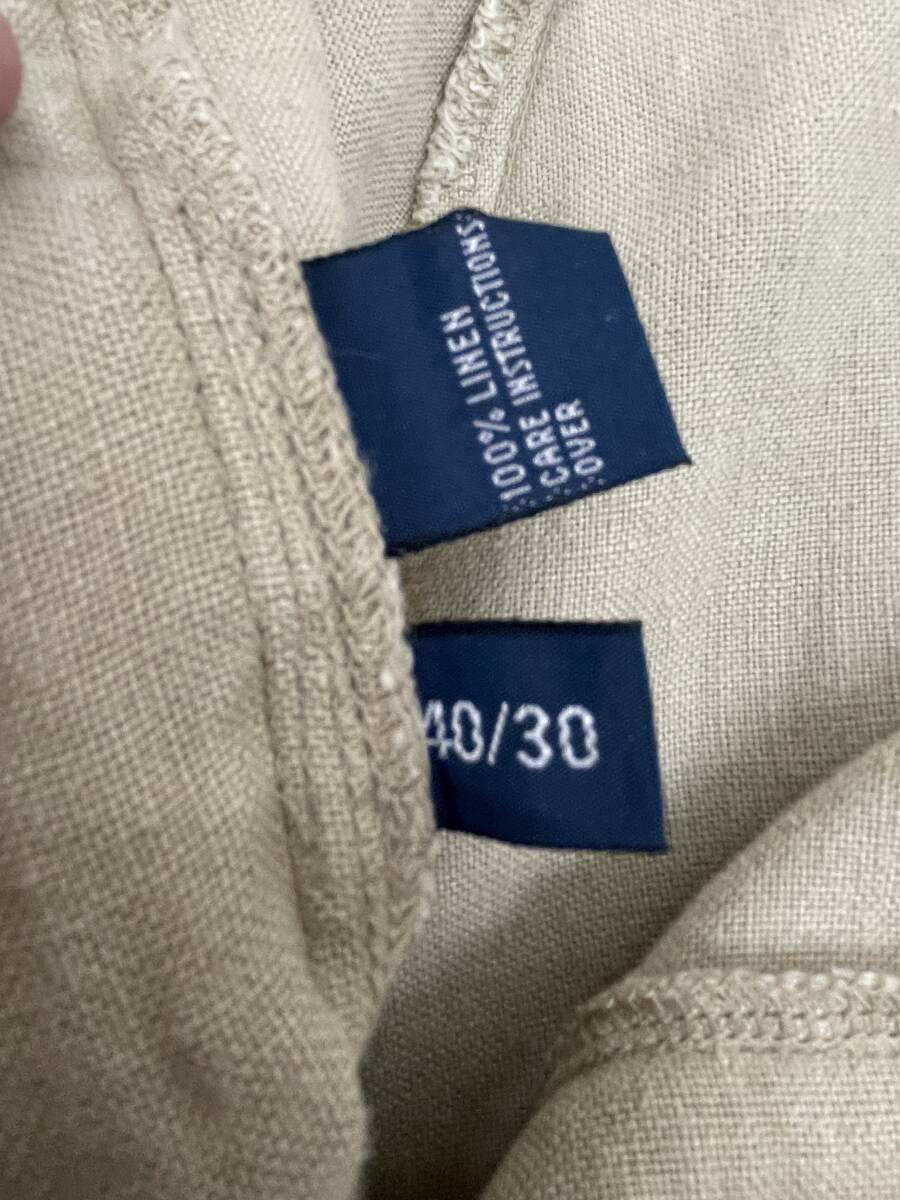 100% LINEN
CARE INSTRUCTIONS
OVER
40/30